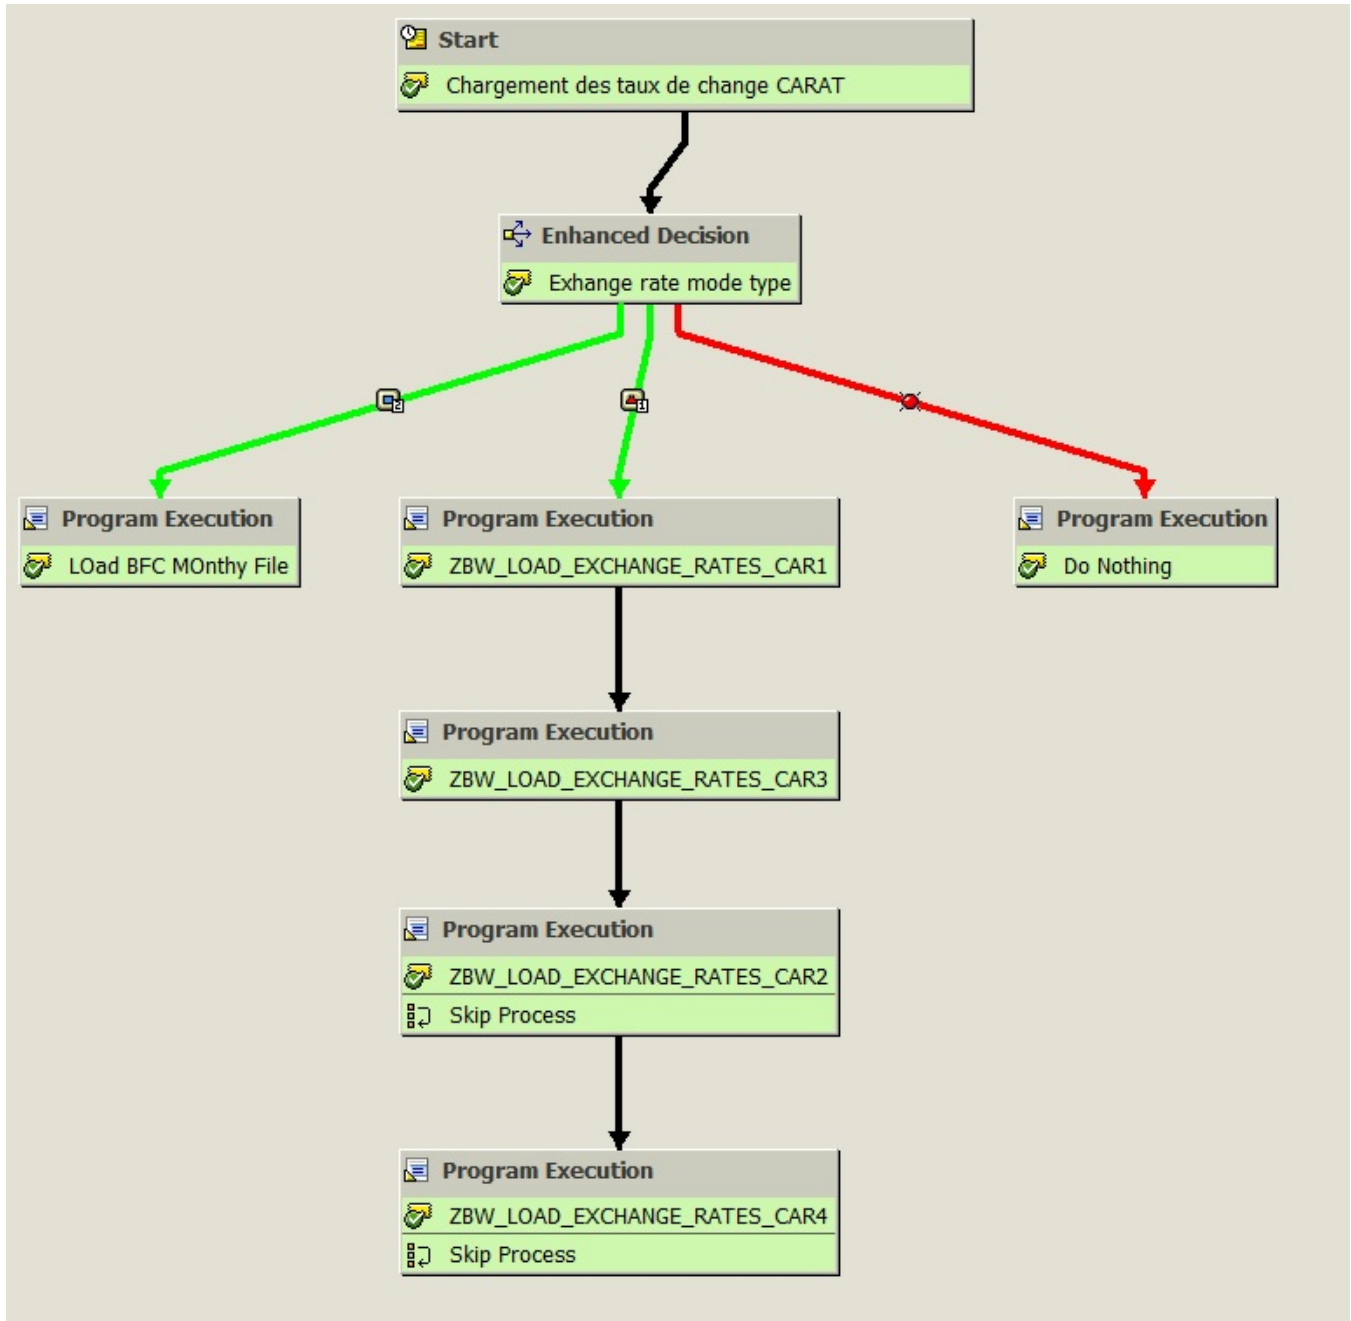 Start
Chargement des taux de change CARAT
Enhanced Decision
Exhange rate mode type
2
1
Program Execution
LOad BFC MOnthy File
Program Execution
ZBW_LOAD_EXCHANGE_RATES_CAR1
Program Execution
Do Nothing
Program Execution
ZBW_LOAD_EXCHANGE_RATES_CAR3
Program Execution
ZBW_LOAD_EXCHANGE_RATES_CAR2
Skip Process
Program Execution
ZBW_LOAD_EXCHANGE_RATES_CAR4
Skip Process